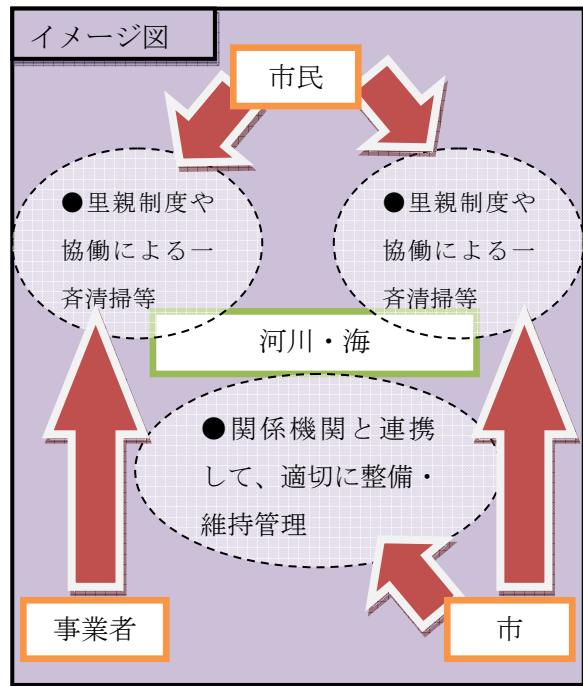 イメージ図
市民
●里親制度や
協働による一
斉清掃等
●里親制度や
協働による一
斉清掃等
河川・海
●関係機関と連携
して、適切に整備・
維持管理
事業者
市